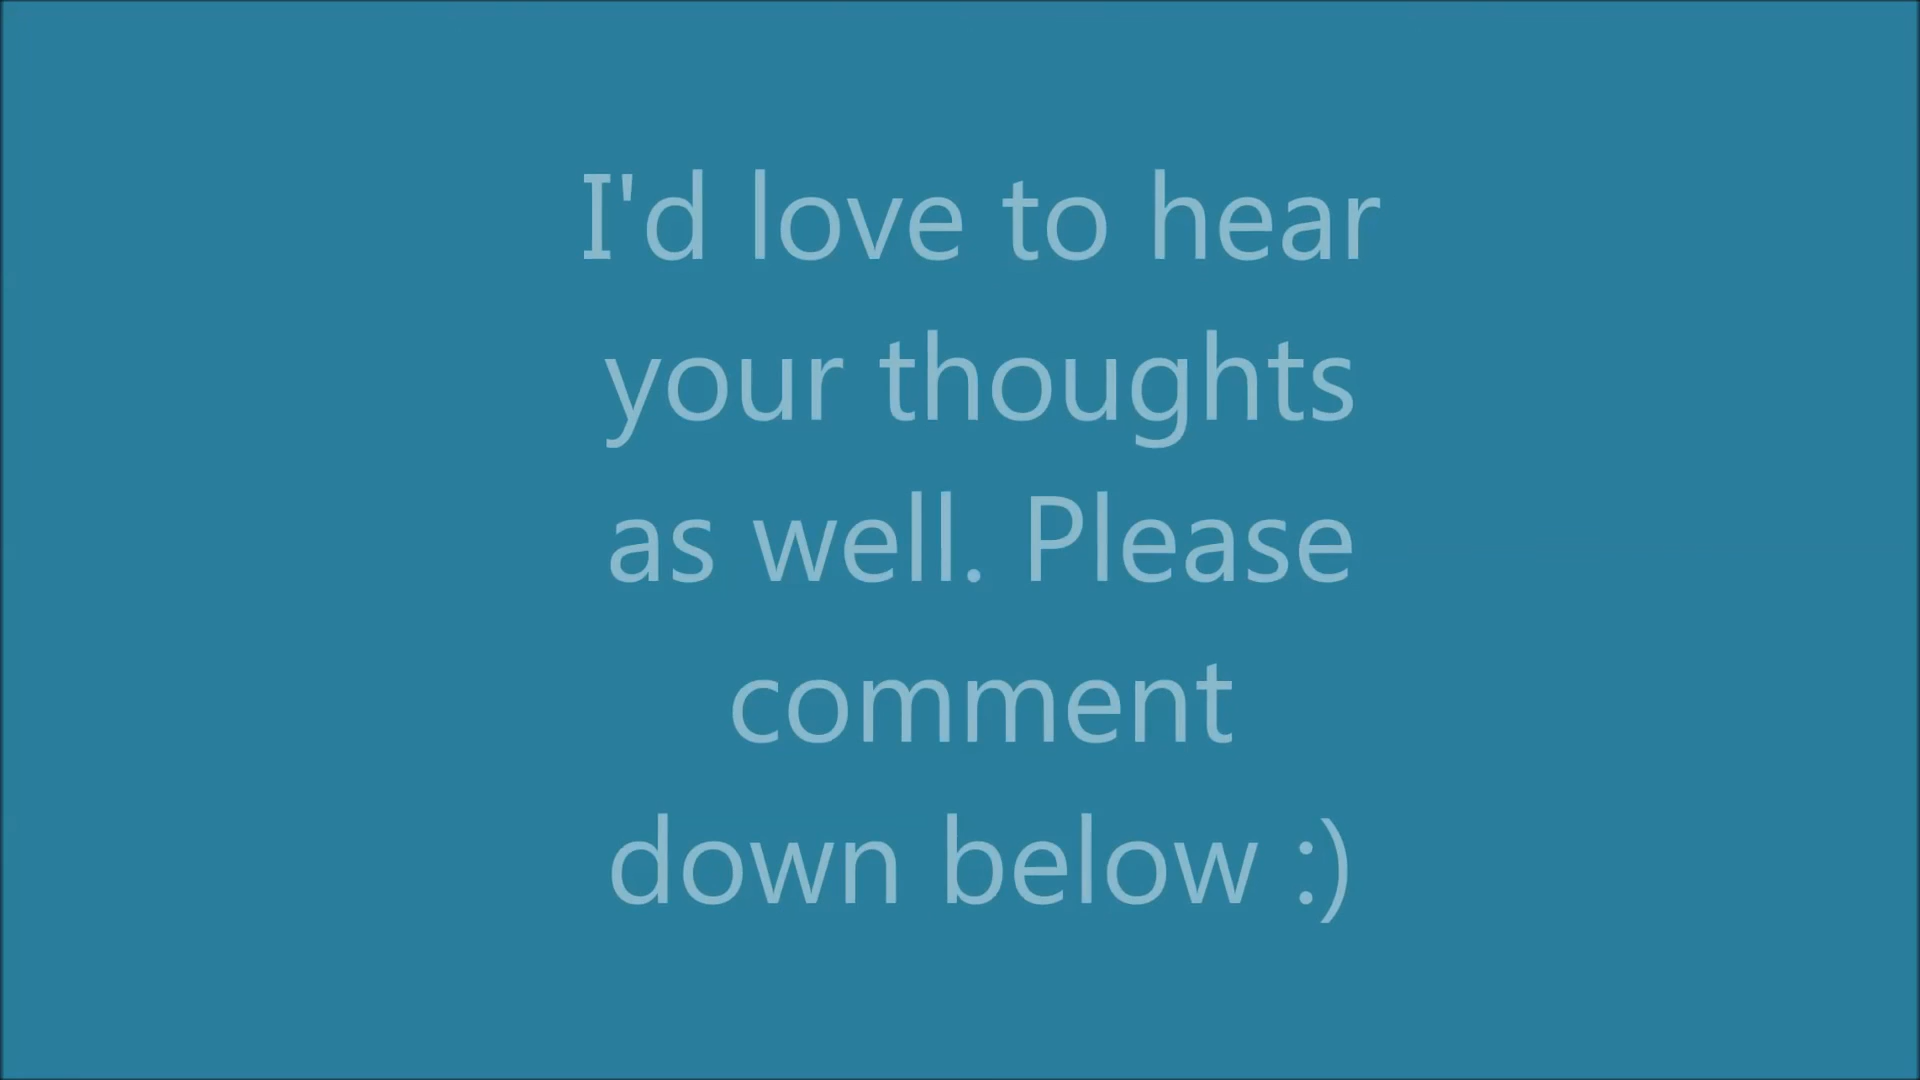 I'd love to hear
your thoughts
as well. Please
comment
down below :)